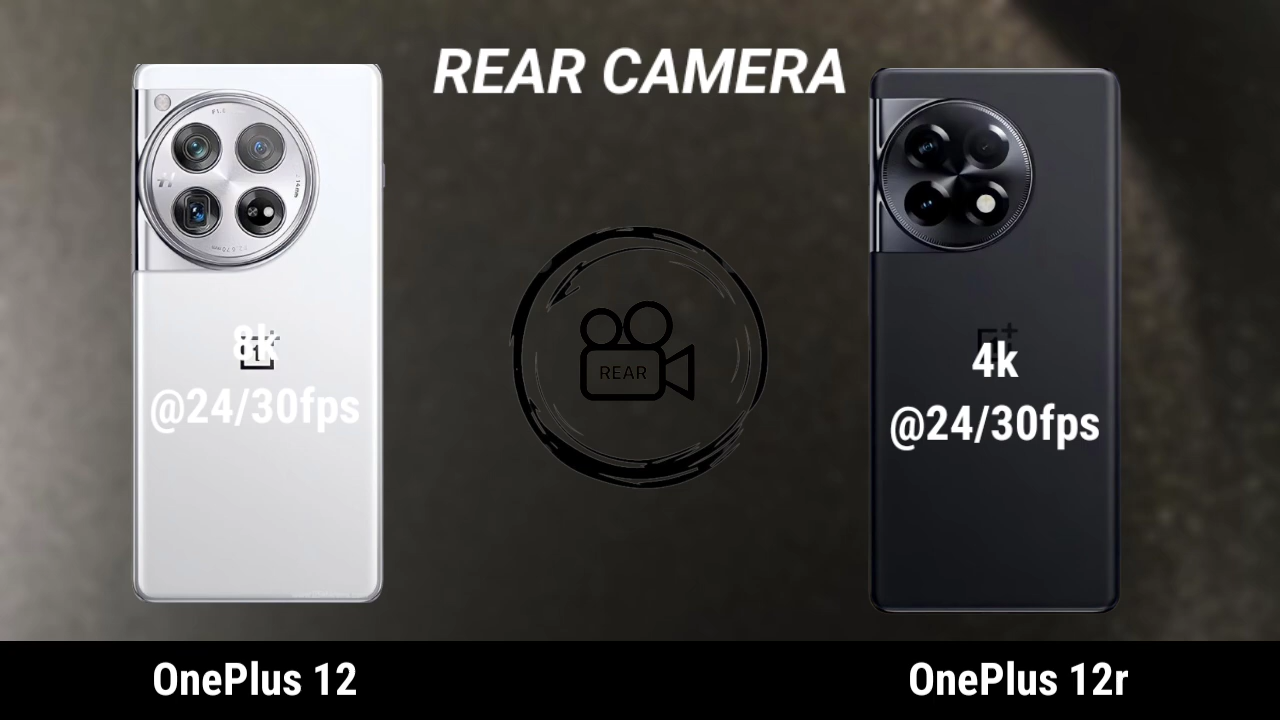 REAR CAMERA
8k
@24/30fps
REAR
4k
@24/30fps
OnePlus 12
OnePlus 12r